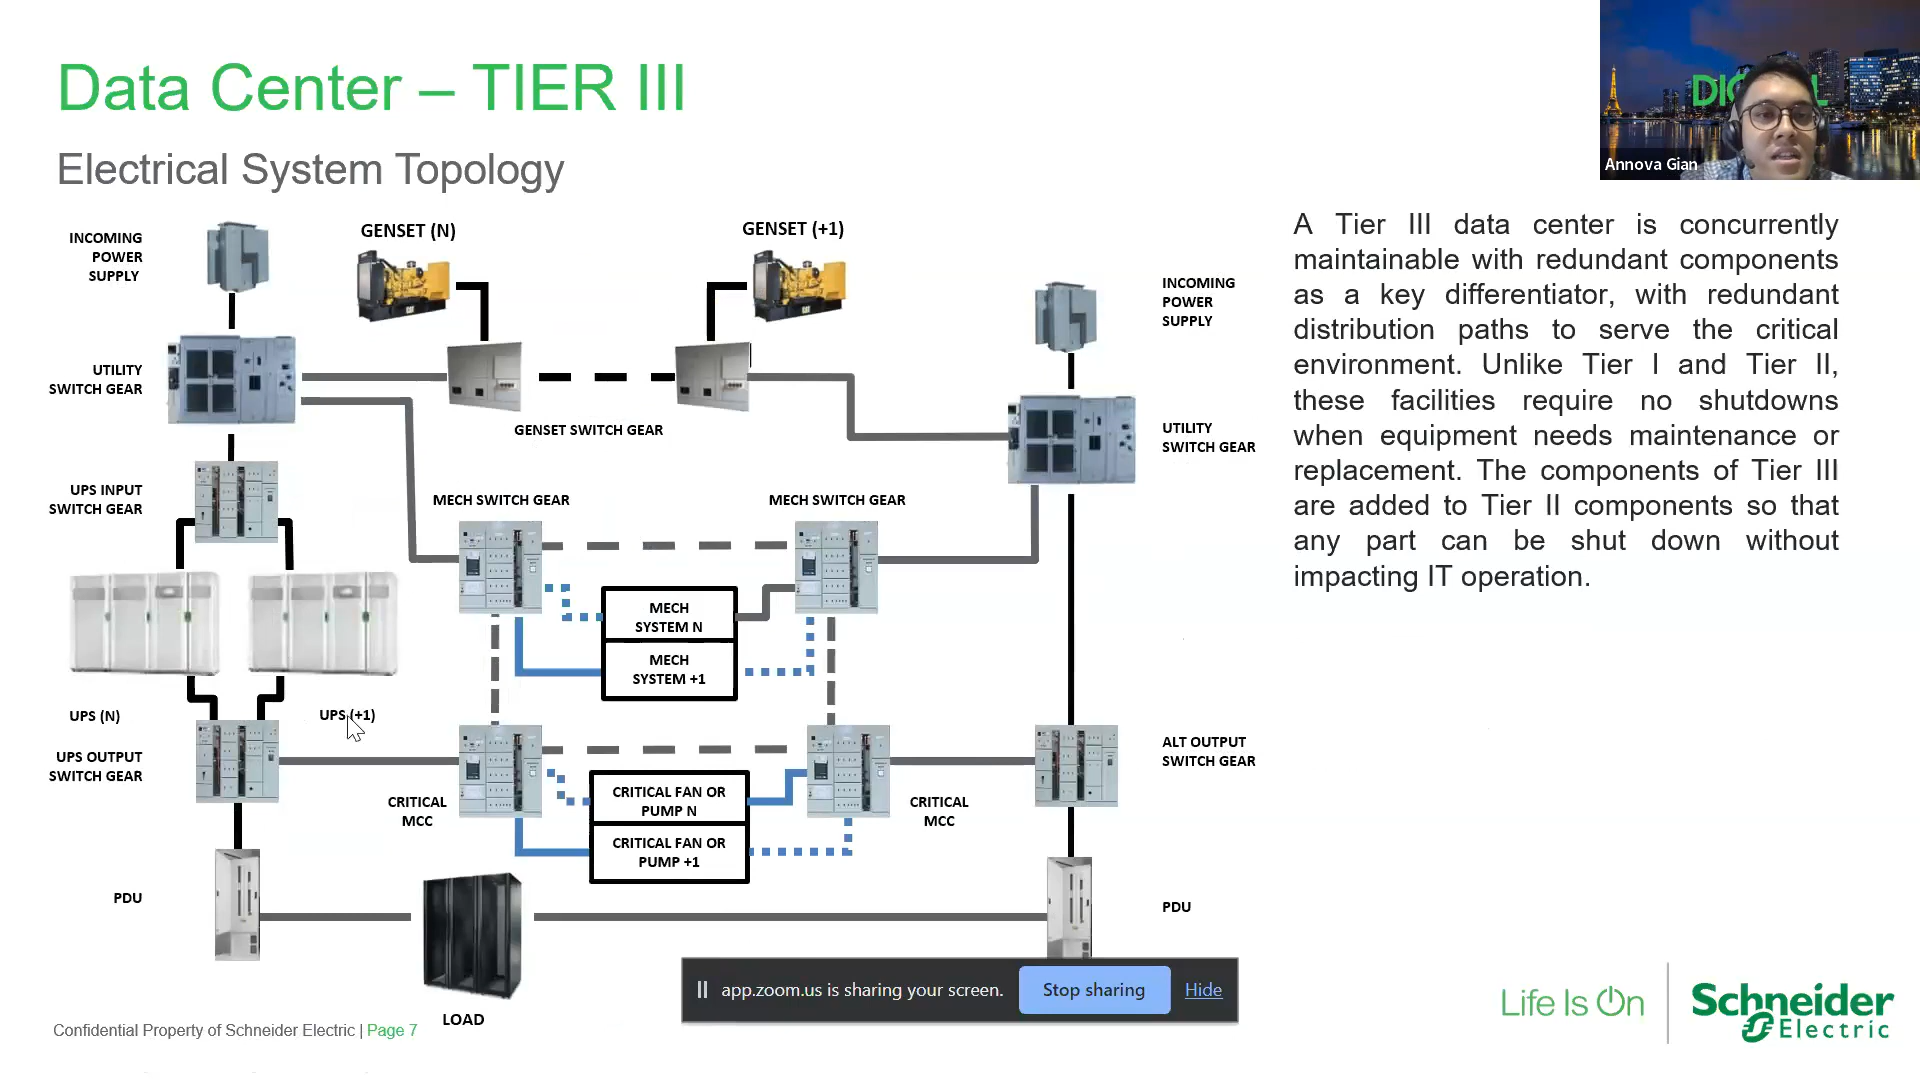 Data Center – TIER III
Electrical System Topology
Annova Gian
INCOMING
POWER
SUPPLY
GENSET (N)
GENSET (+1)
INCOMING
POWER
SUPPLY
UTILITY
SWITCH GEAR
GENSET SWITCH GEAR
UTILITY
SWITCH GEAR
UPS INPUT
SWITCH GEAR
MECH SWITCH GEAR
MECH SWITCH GEAR
MECH
SYSTEM N
MECH
SYSTEM +1
UPS (N)
UPS (+1)
UPS OUTPUT
SWITCH GEAR
ALT OUTPUT
SWITCH GEAR
CRITICAL
MCC
CRITICAL FAN OR
PUMP N
CRITICAL FAN OR
PUMP +1
CRITICAL
MCC
PDU
PDU
LOAD
A Tier III data center is concurrently
maintainable with redundant components
as a key differentiator, with redundant
distribution paths to serve the critical
environment. Unlike Tier I and Tier II,
these facilities require no shutdowns
when equipment needs maintenance or
replacement. The components of Tier III
are added to Tier II components so that
any part can be shut down without
impacting IT operation.
app.zoom.us is sharing your screen.
Stop sharing
Hide
Confidential Property of Schneider Electric | Page 7
Life Is On
Schneider
Electric